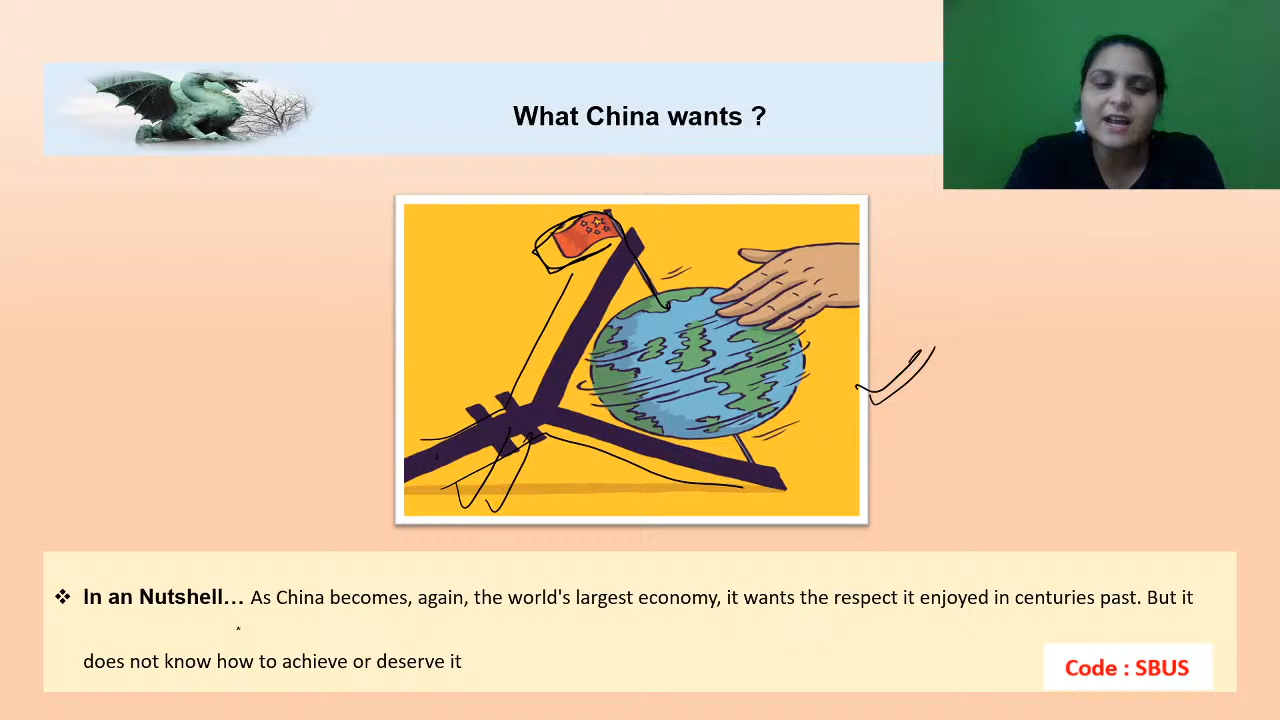 What China wants ?
❖ In an Nutshell... As China becomes, again, the world's largest economy, it wants the respect it enjoyed in centuries past. But it
does not know how to achieve or deserve it
Code : SBUS